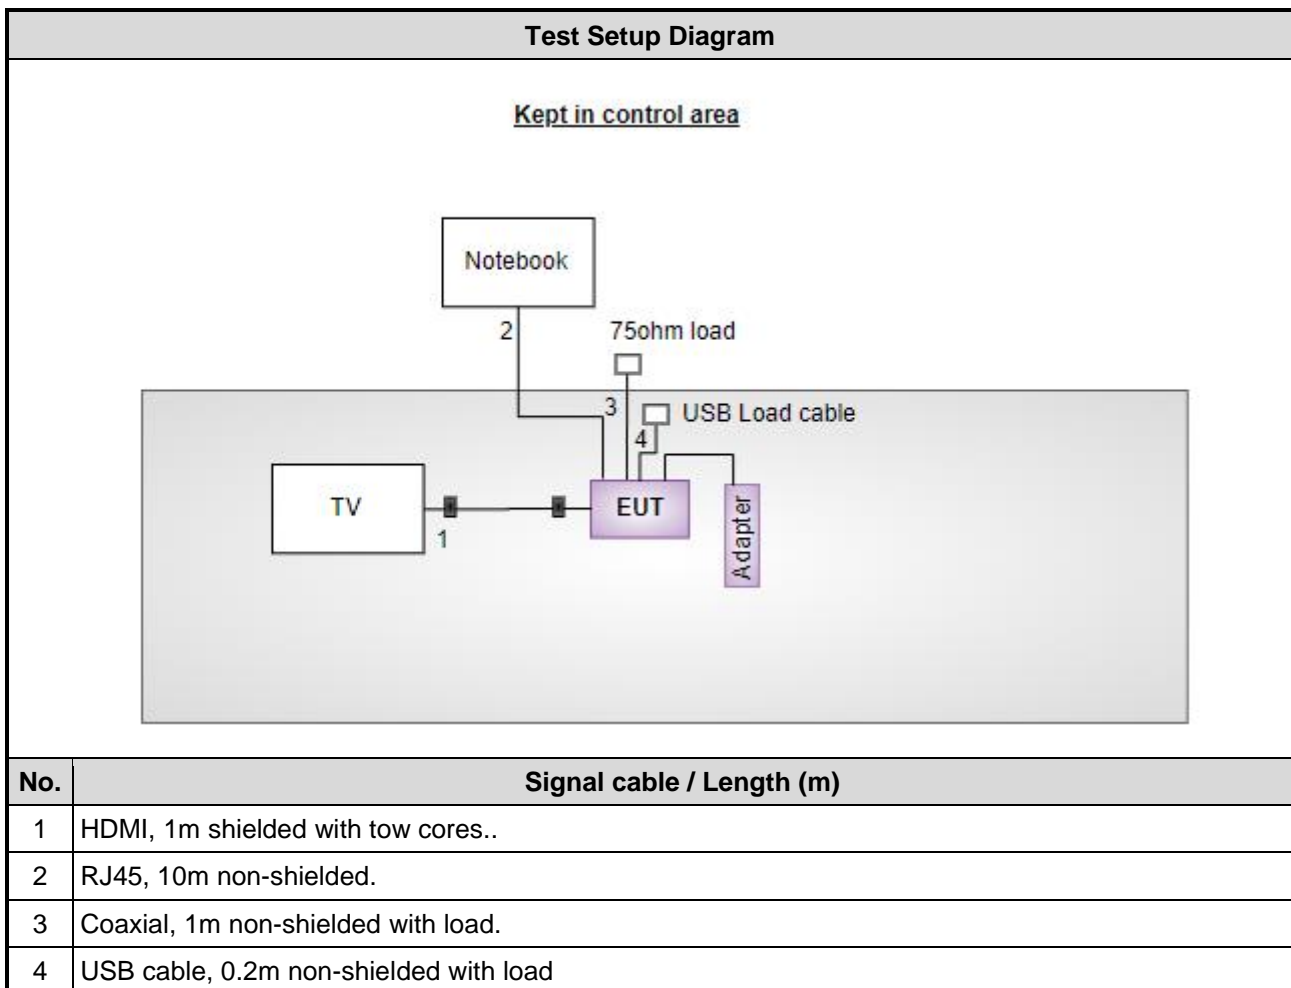 Test Setup Diagram
Kept in control area
Notebook
2
75ohm load
3
USB Load cable
4
TV
1
EUT
Adapter
No. Signal cable / Length (m)
1 HDMI, 1m shielded with tow cores..
2 RJ45, 10m non-shielded.
3 Coaxial, 1m non-shielded with load.
4 USB cable, 0.2m non-shielded with load